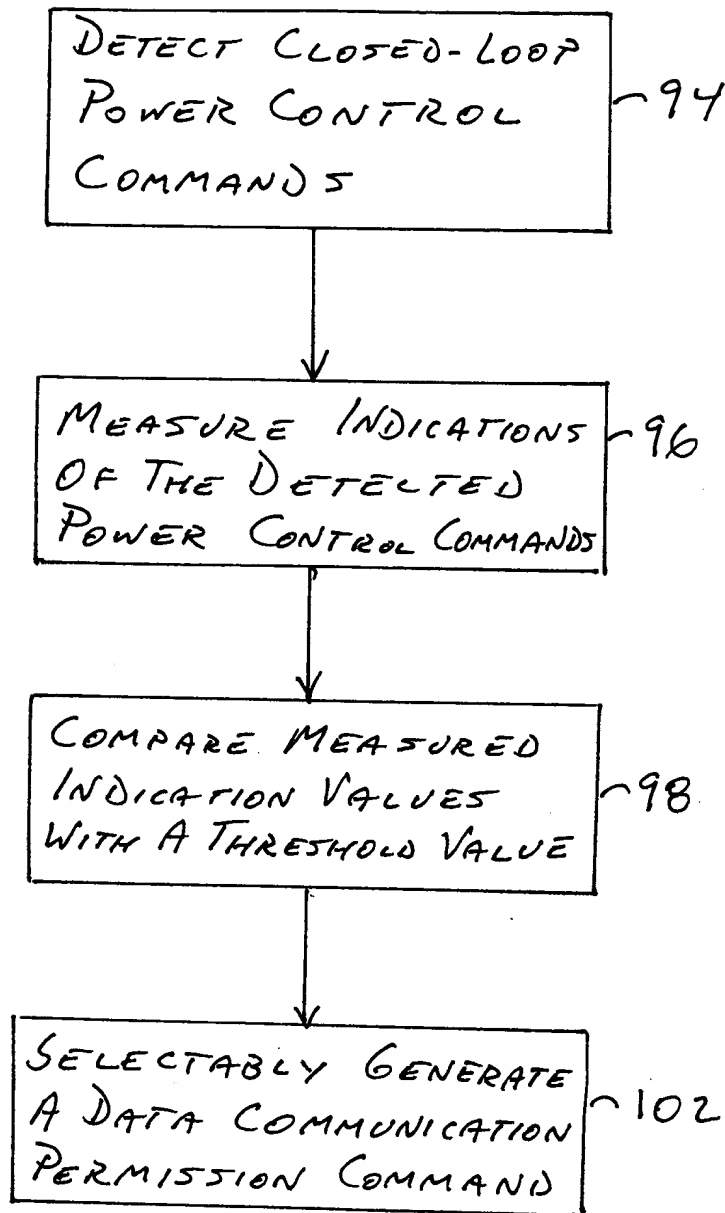 DETECT CLOSED-LOOP
POWER CONTROL
COMMANDS
94
MEASURE INDICATIONS
OF THE DETECTED
POWER CONTROL COMMANDS
96
COMPARE MEASURED
INDICATION VALUES
WITH A THRESHOLD VALUE
98
SELECTABLY GENERATE
A DATA COMMUNICATION
PERMISSION COMMAND
102